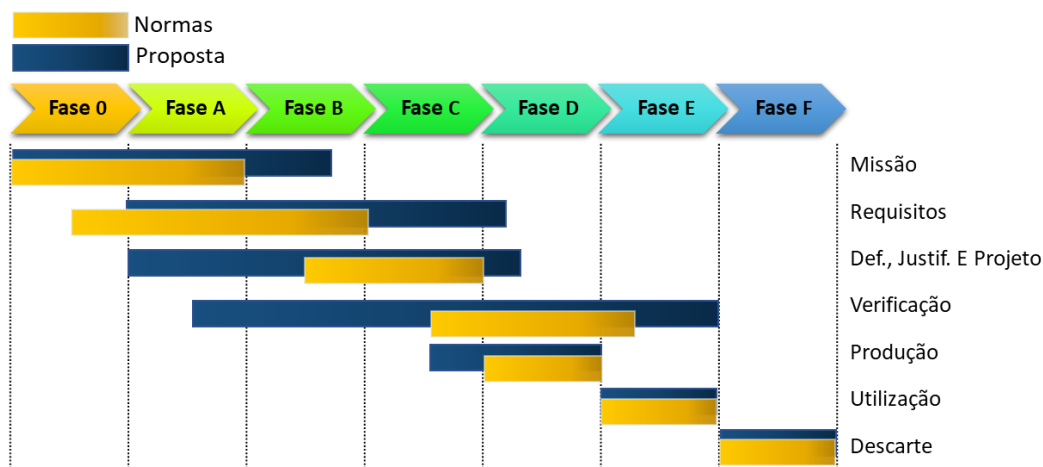 Normas
Proposta
Fase 0
Fase A
Fase B
Fase C
Fase D
Fase E
Fase F
Missão
Requisitos
Def., Justif. E Projeto
Verificação
Produção
Utilização
Descarte